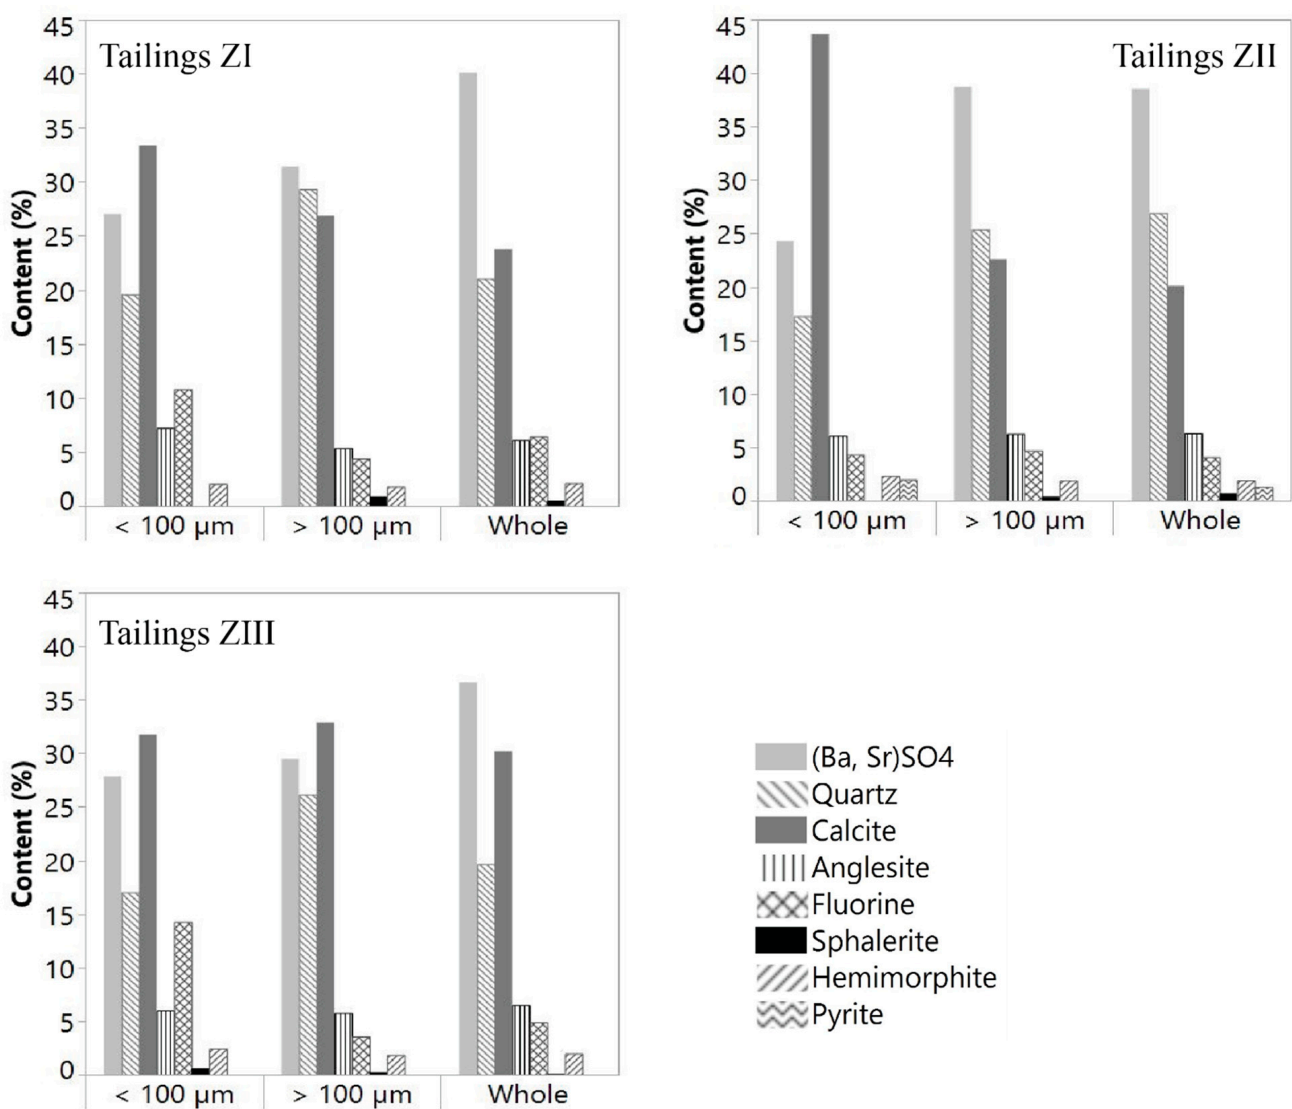 Tailings ZI
Content (%)
45
40
35
30
25
20
15
10
5
0
< 100 µm
> 100 µm
Whole
Tailings ZII
Content (%)
45
40
35
30
25
20
15
10
5
0
< 100 µm
> 100 µm
Whole
Tailings ZIII
Content (%)
45
40
35
30
25
20
15
10
5
0
< 100 µm
> 100 µm
Whole
(Ba, Sr)SO4
Quartz
Calcite
Anglesite
Fluorine
Sphalerite
Hemimorphite
Pyrite